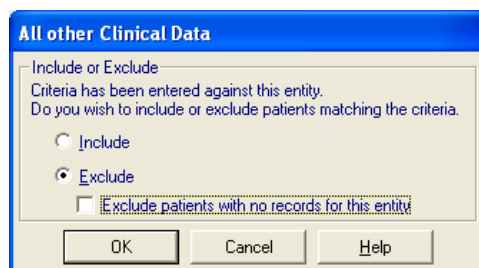 All other Clinical Data
Include or Exclude
Criteria has been entered against this entity.
Do you wish to include or exclude patients matching the criteria.
Include
Exclude
Exclude patients with no records for this entity
OK Cancel Help